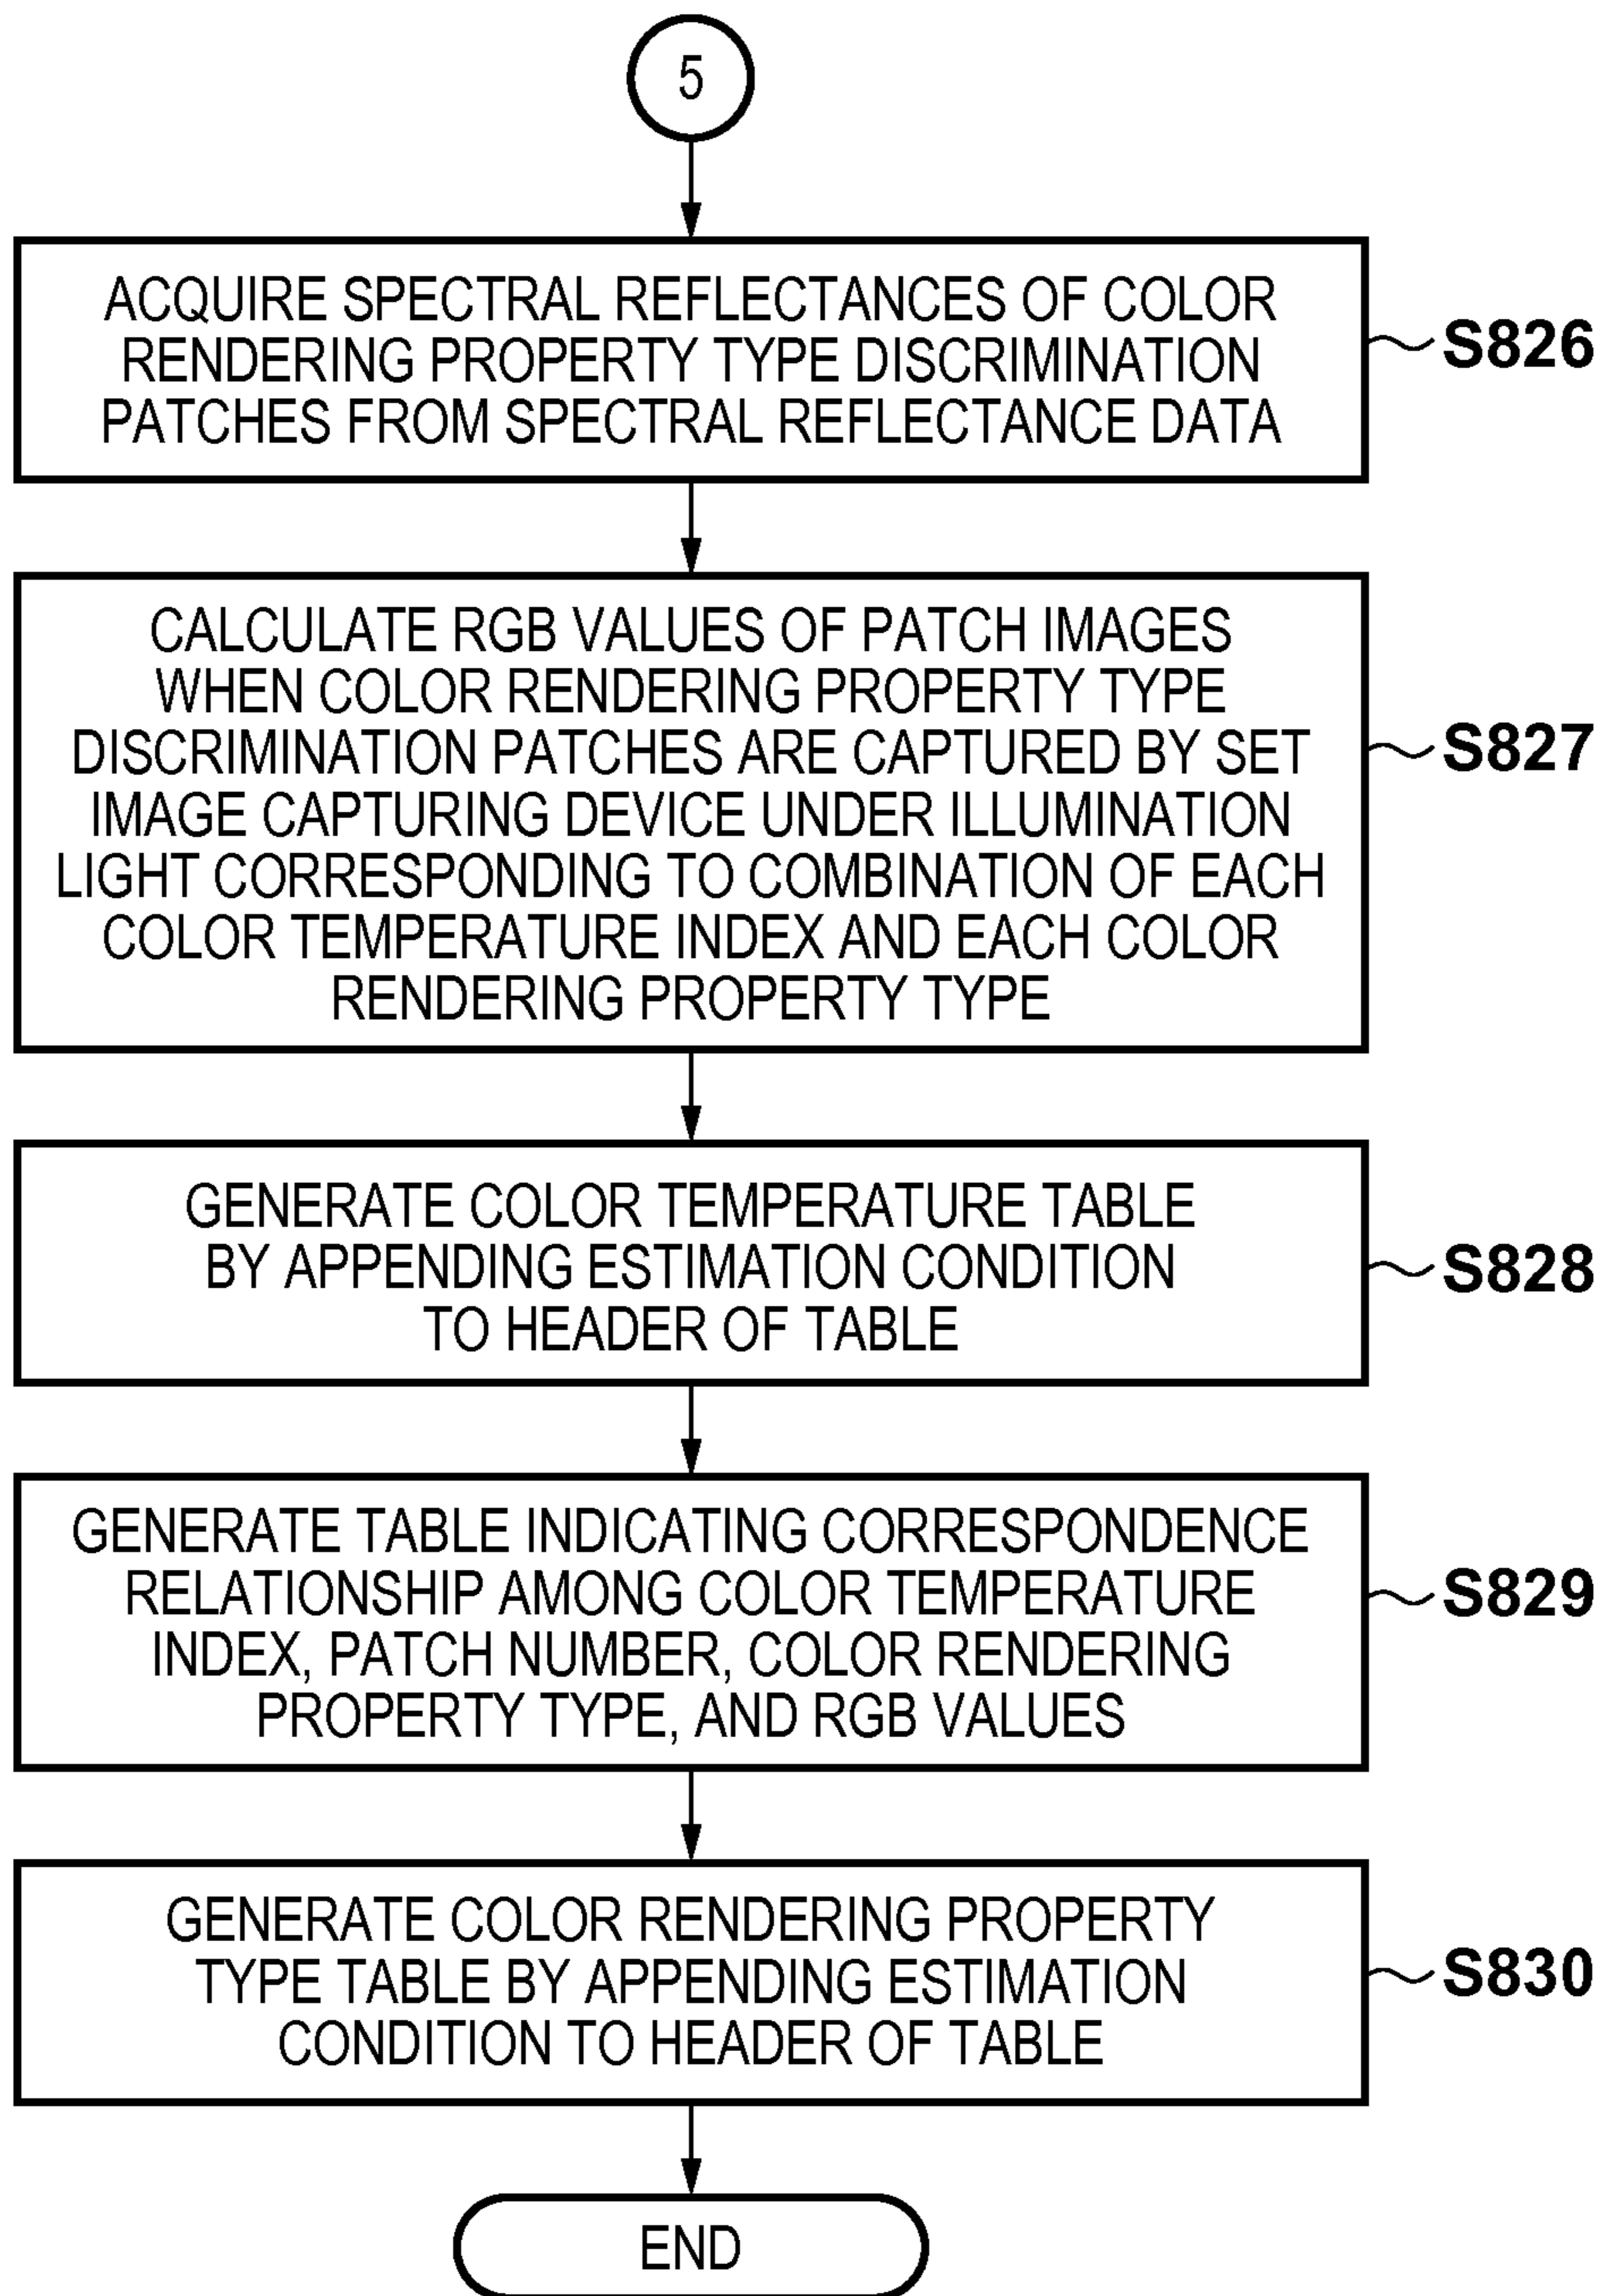 5
ACQUIRE SPECTRAL REFLECTANCES OF COLOR
RENDERING PROPERTY TYPE DISCRIMINATION
PATCHES FROM SPECTRAL REFLECTANCE DATA
S826
CALCULATE RGB VALUES OF PATCH IMAGES
WHEN COLOR RENDERING PROPERTY TYPE
DISCRIMINATION PATCHES ARE CAPTURED BY SET
IMAGE CAPTURING DEVICE UNDER ILLUMINATION
LIGHT CORRESPONDING TO COMBINATION OF EACH
COLOR TEMPERATURE INDEX AND EACH COLOR
RENDERING PROPERTY TYPE
S827
GENERATE COLOR TEMPERATURE TABLE
BY APPENDING ESTIMATION CONDITION
TO HEADER OF TABLE
S828
GENERATE TABLE INDICATING CORRESPONDENCE
RELATIONSHIP AMONG COLOR TEMPERATURE
INDEX, PATCH NUMBER, COLOR RENDERING
PROPERTY TYPE, AND RGB VALUES
S829
GENERATE COLOR RENDERING PROPERTY
TYPE TABLE BY APPENDING ESTIMATION
CONDITION TO HEADER OF TABLE
S830
END